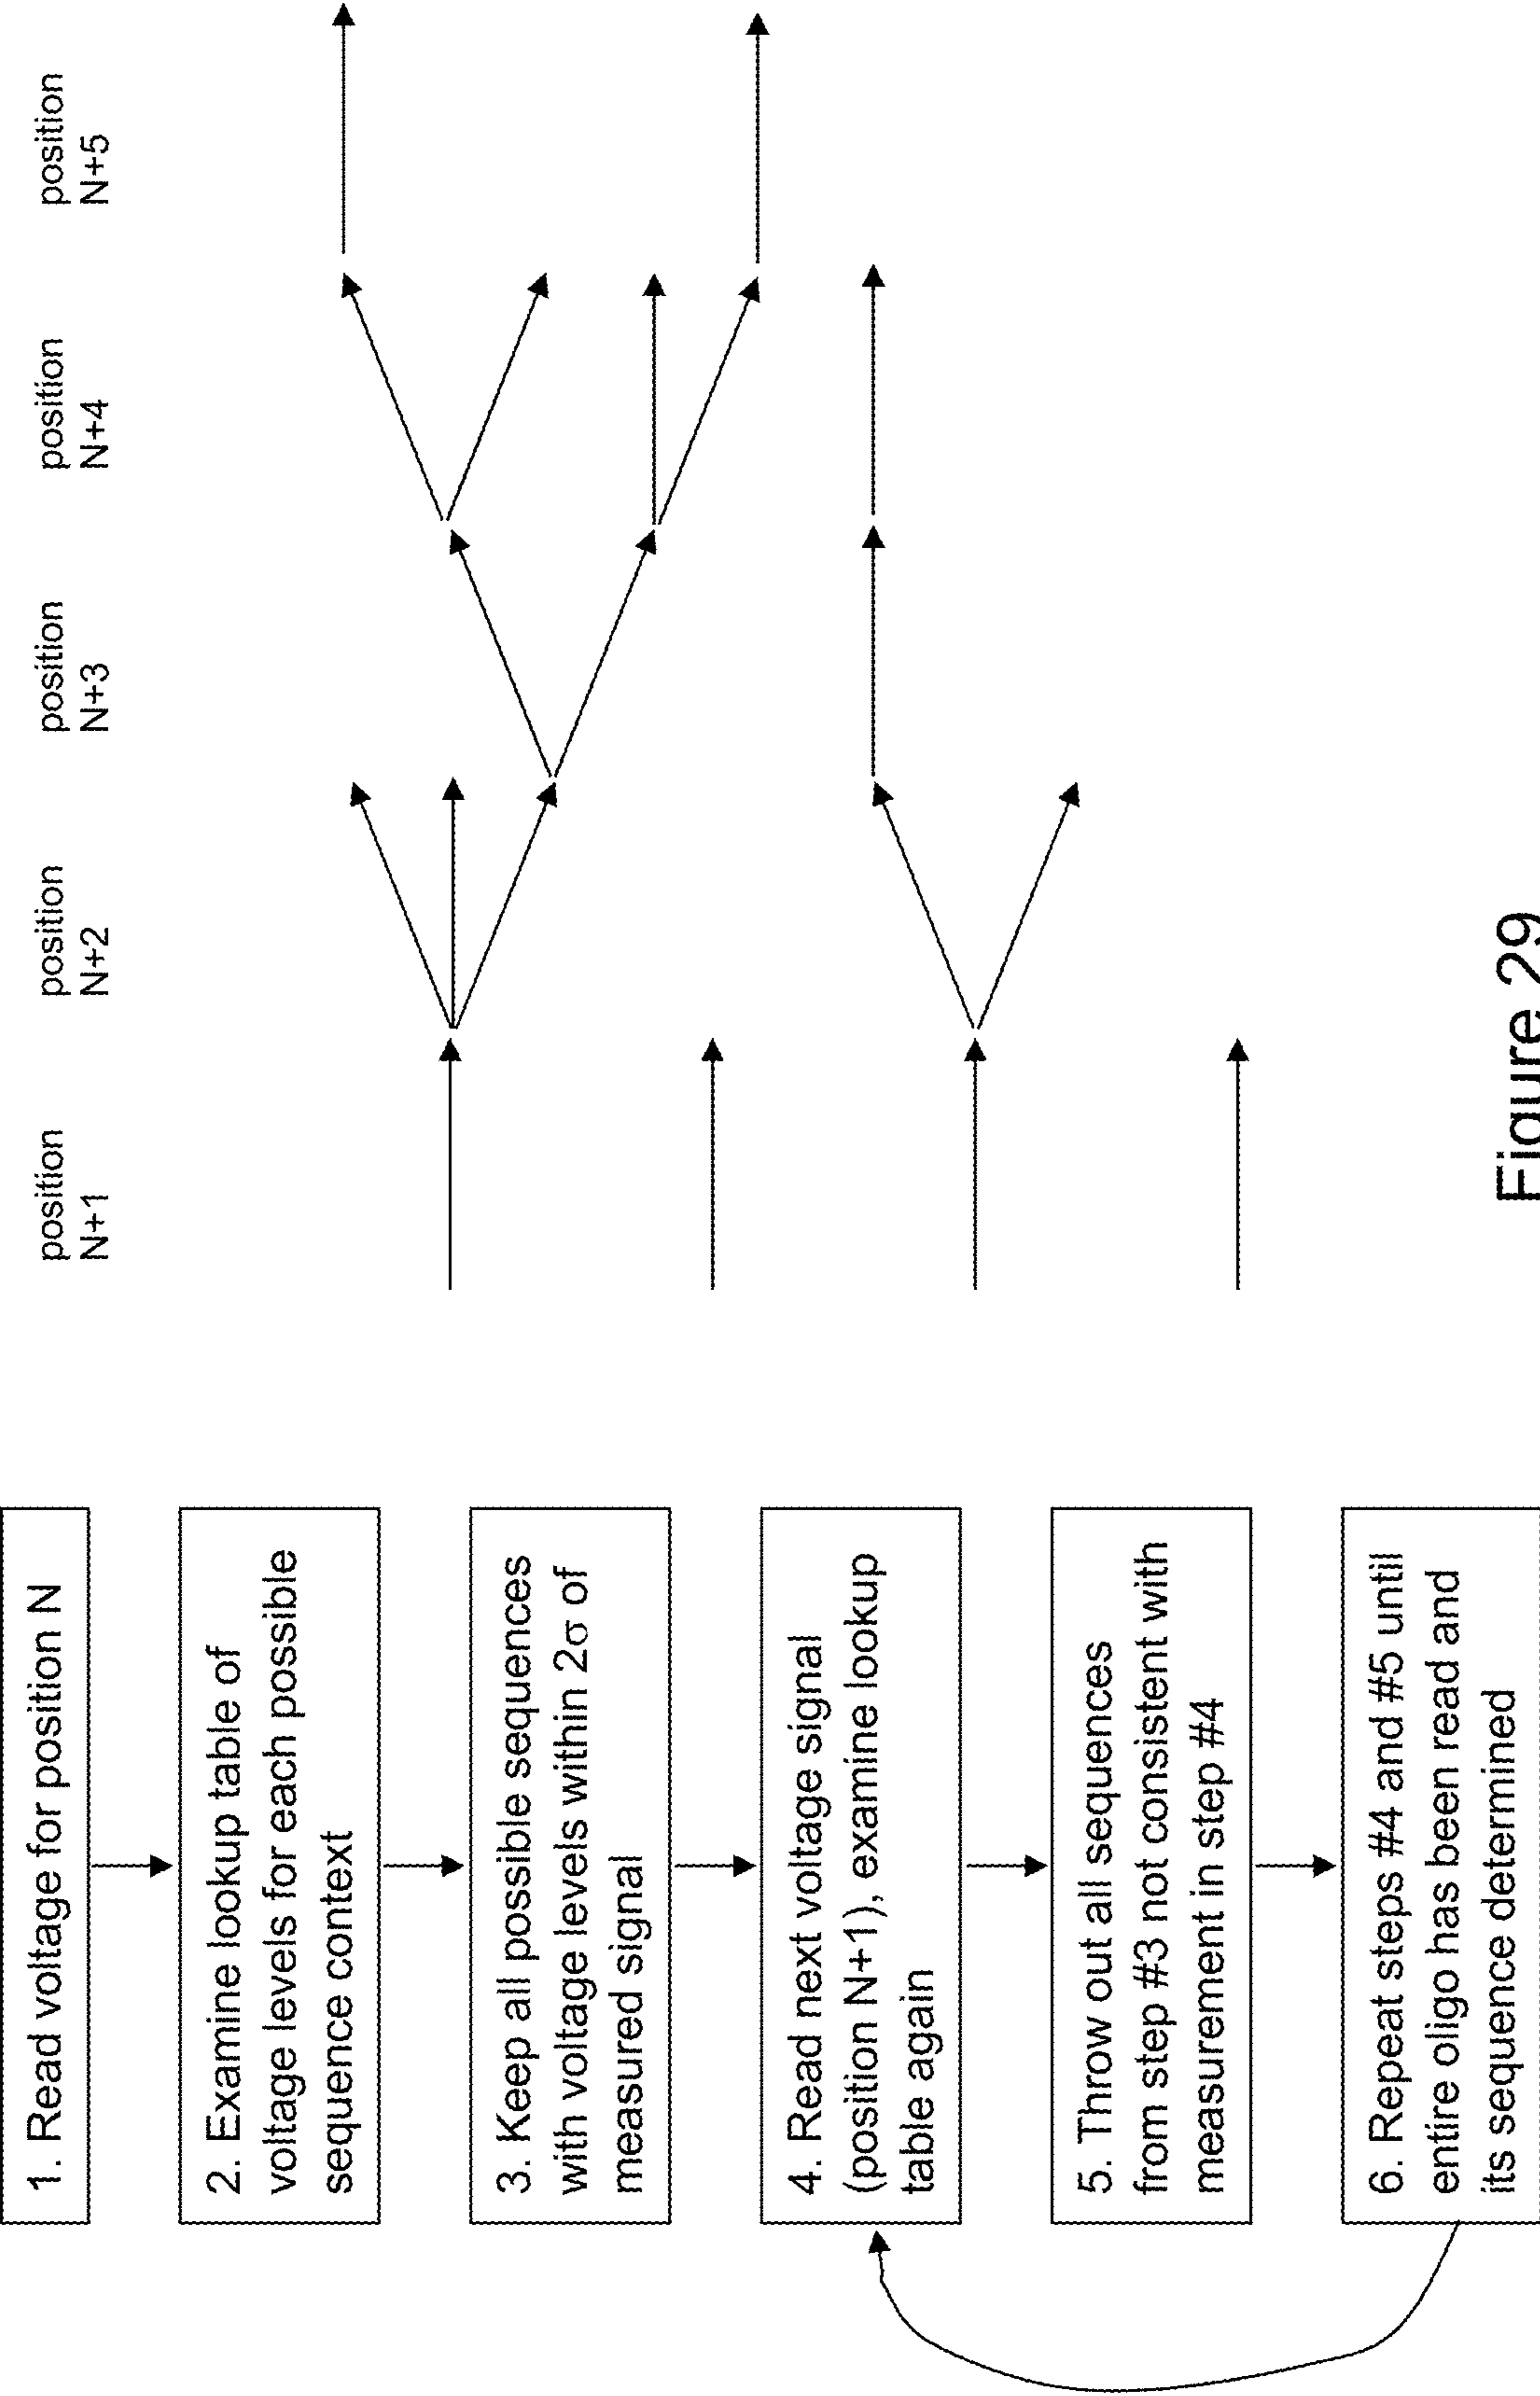 1. Read voltage for position N
2. Examine lookup table of
voltage levels for each possible
sequence context
3. Keep all possible sequences
with voltage levels within 2σ of
measured signal
4. Read next voltage signal
(position N+1), examine lookup
table again
5. Throw out all sequences
from step #3 not consistent with
measurement in step #4
6. Repeat steps #4 and #5 until
entire oligo has been read and
its sequence determined
position
N+1
position
N+2
position
N+3
position
N+4
position
N+5
Figure 29